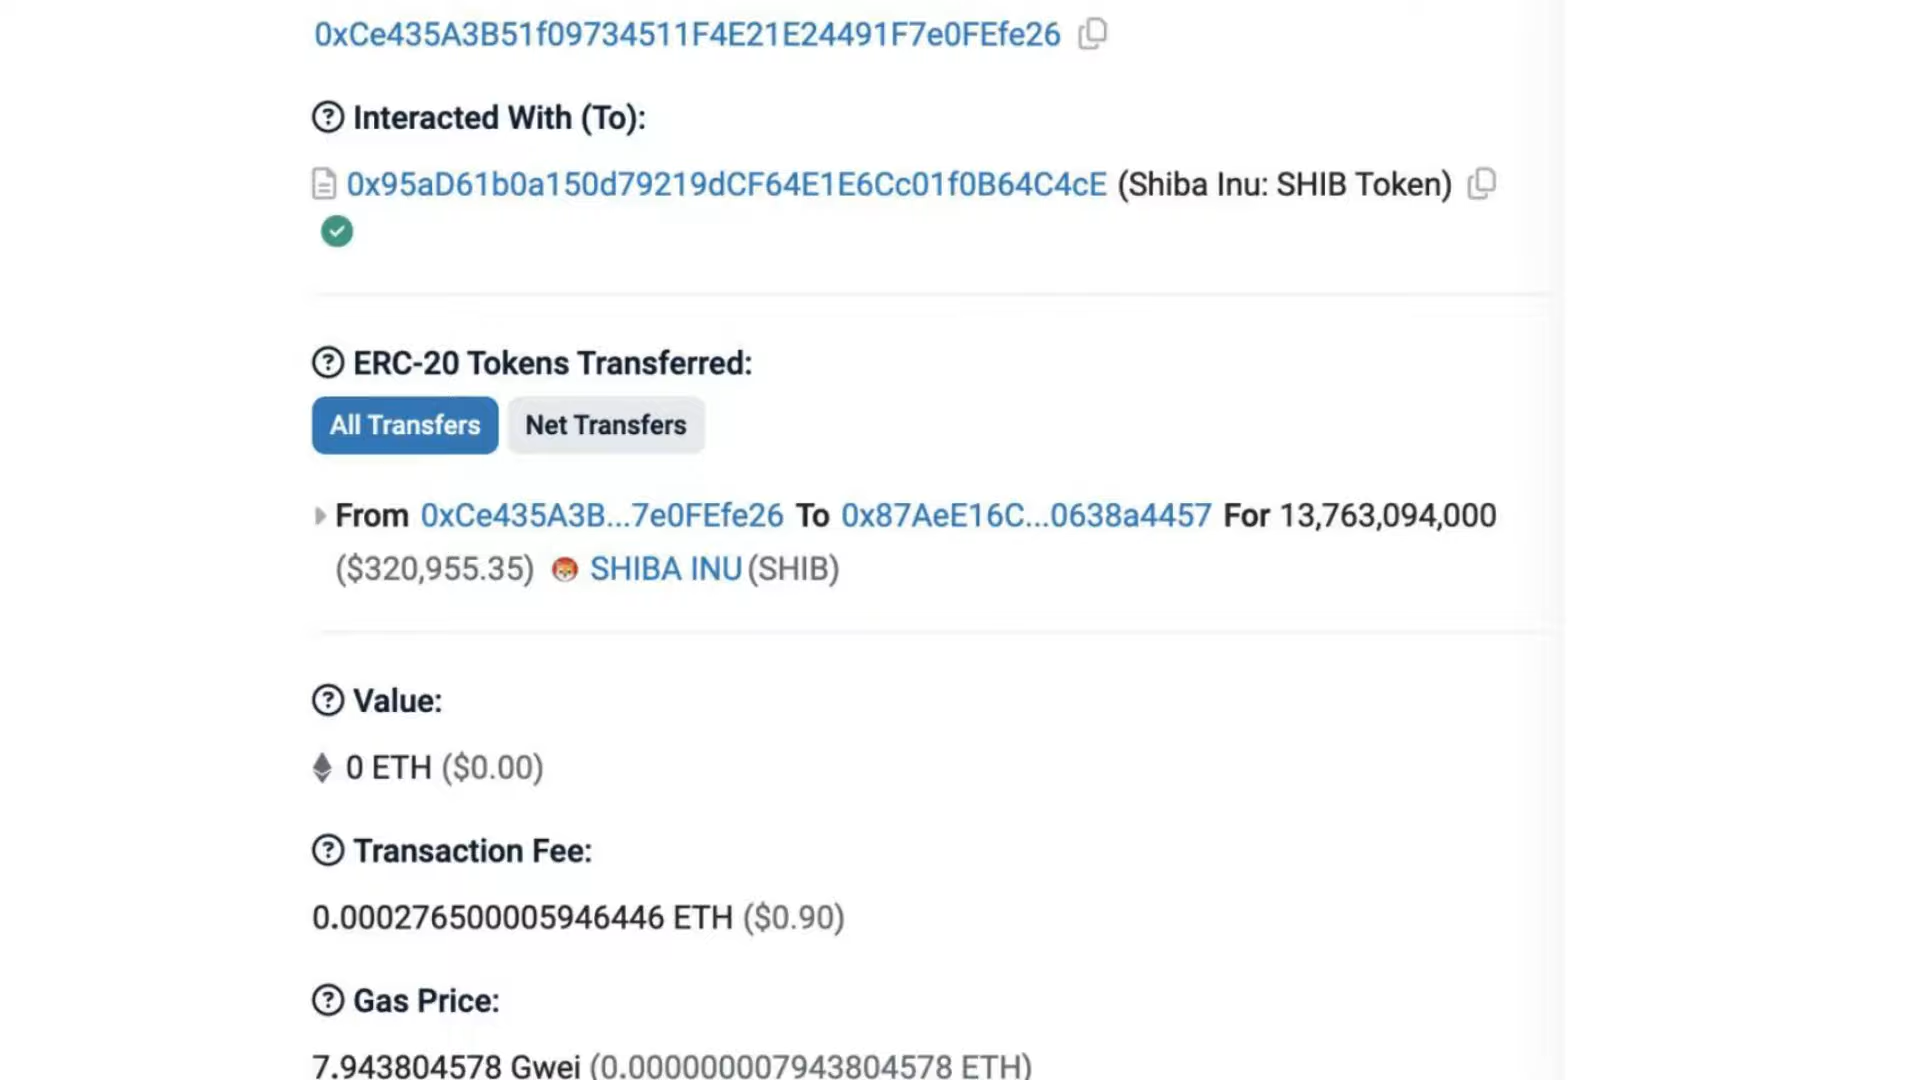 0xCe435A3B51f09734511F4E21E24491F7e0FEfe26
Interacted With (To):
0x95aD61b0a150d79219dCF64E1E6Cc01f0B64C4cE (Shiba Inu: SHIB Token)
ERC-20 Tokens Transferred:
All Transfers Net Transfers
From 0xCe435A3B...7e0FEfe26 To 0x87AeE16C...0638a4457 For 13,763,094,000
($320,955.35) SHIBA INU (SHIB)
Value:
0 ETH ($0.00)
Transaction Fee:
0.000276500005946446 ETH ($0.90)
Gas Price:
7.943804578 Gwei (0.000000007943804578 ETH)